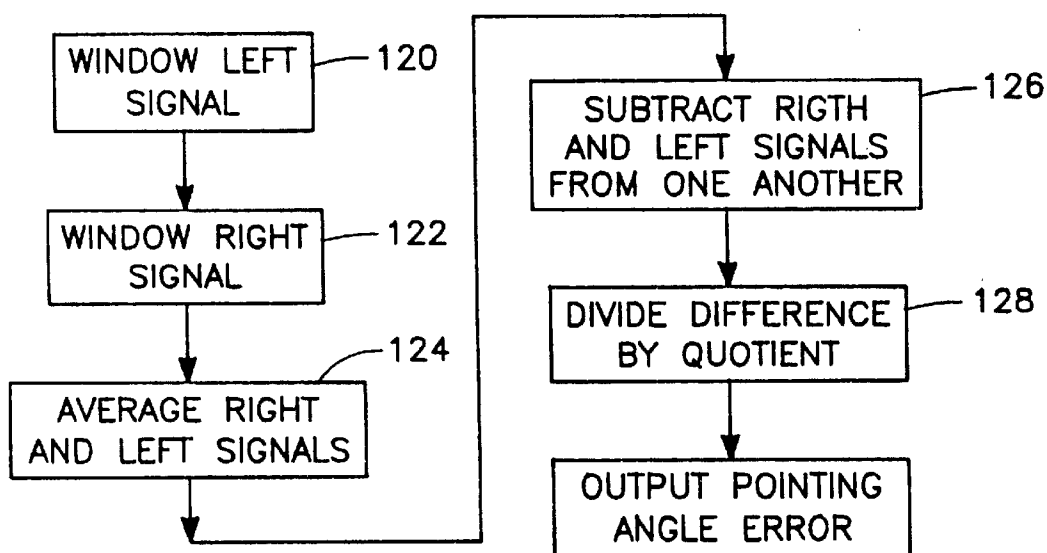 WINDOW LEFT
SIGNAL
120
WINDOW RIGHT
SIGNAL
122
AVERAGE RIGHT
AND LEFT SIGNALS
124
SUBTRACT RIGTH
AND LEFT SIGNALS
FROM ONE ANOTHER
126
DIVIDE DIFFERENCE
BY QUOTIENT
128
OUTPUT POINTING
ANGLE ERROR